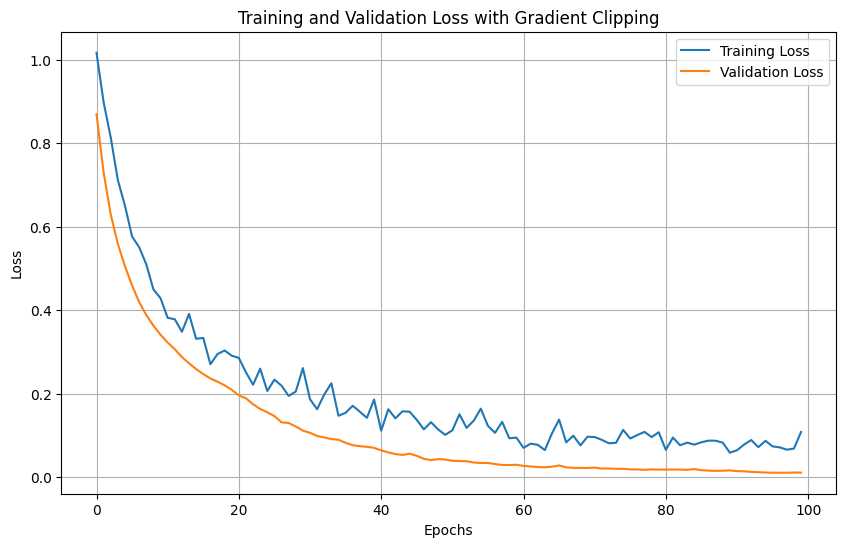 Training and Validation Loss with Gradient Clipping
Training Loss
Validation Loss
Loss
1.0
0.8
0.6
0.4
0.2
0.0
0
20
40
60
80
100
Epochs